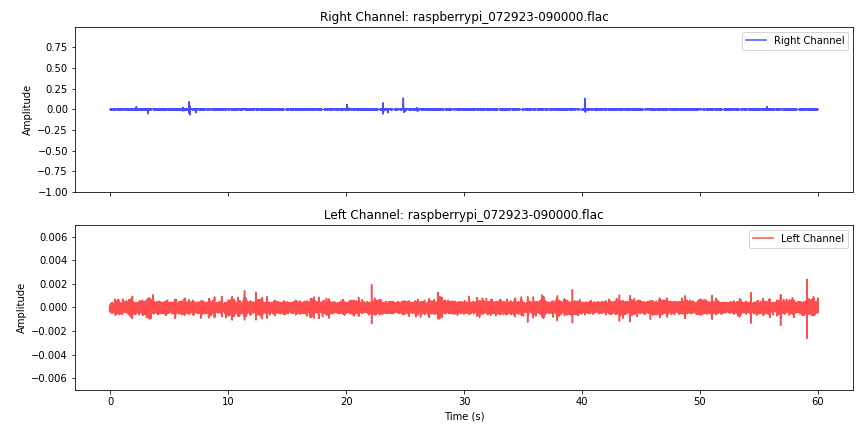 Right Channel: raspberrypi_072923-090000.flac
Right Channel
0.75
0.50
0.25
0.00
−0.25
−0.50
−0.75
−1.00
Amplitude
Left Channel: raspberrypi_072923-090000.flac
Left Channel
0.006
0.004
0.002
0.000
−0.002
−0.004
−0.006
Amplitude
0 10 20 30 40 50 60
Time (s)